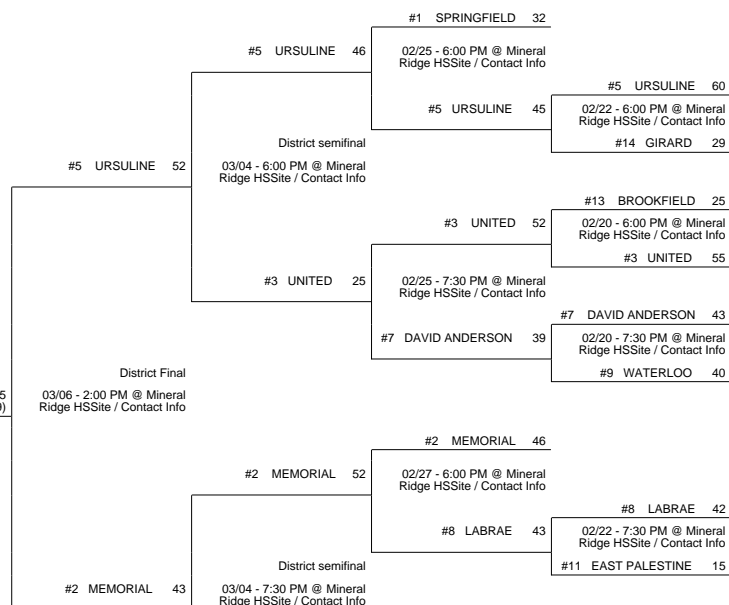 #1 SPRINGFIELD 32
#5 URSULINE 46
02/25 - 6:00 PM @ Mineral
Ridge HSSite / Contact Info
#5 URSULINE 60
#5 URSULINE 45
02/22 - 6:00 PM @ Mineral
Ridge HSSite / Contact Info
#14 GIRARD 29
District semifinal
#5 URSULINE 52
03/04 - 6:00 PM @ Mineral
Ridge HSSite / Contact Info
#13 BROOKFIELD 25
#3 UNITED 52
02/20 - 6:00 PM @ Mineral
Ridge HSSite / Contact Info
#3 UNITED 55
#3 UNITED 25
02/25 - 7:30 PM @ Mineral
Ridge HSSite / Contact Info
#7 DAVID ANDERSON 43
#7 DAVID ANDERSON 39
02/20 - 7:30 PM @ Mineral
Ridge HSSite / Contact Info
#9 WATERLOO 40
District Final
5
03/06 - 2:00 PM @ Mineral
Ridge HSSite / Contact Info
#2 MEMORIAL 46
#2 MEMORIAL 52
02/27 - 6:00 PM @ Mineral
Ridge HSSite / Contact Info
#8 LABRAE 42
#8 LABRAE 43
02/22 - 7:30 PM @ Mineral
Ridge HSSite / Contact Info
#11 EAST PALESTINE 15
District semifinal
#2 MEMORIAL 43
03/04 - 7:30 PM @ Mineral
Ridge HSSite / Contact Info